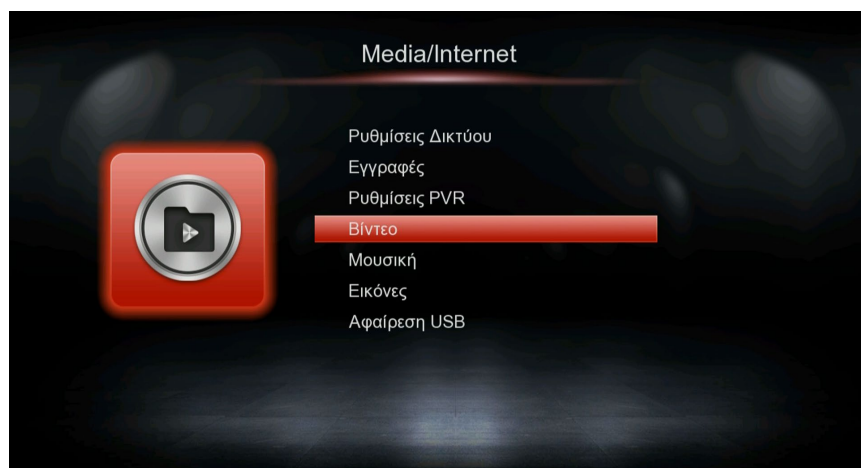 Media/Internet
Ρυθμίσεις Δικτύου
Εγγραφές
Ρυθμίσεις PVR
Βίντεο
Μουσική
Εικόνες
Αφαίρεση USB